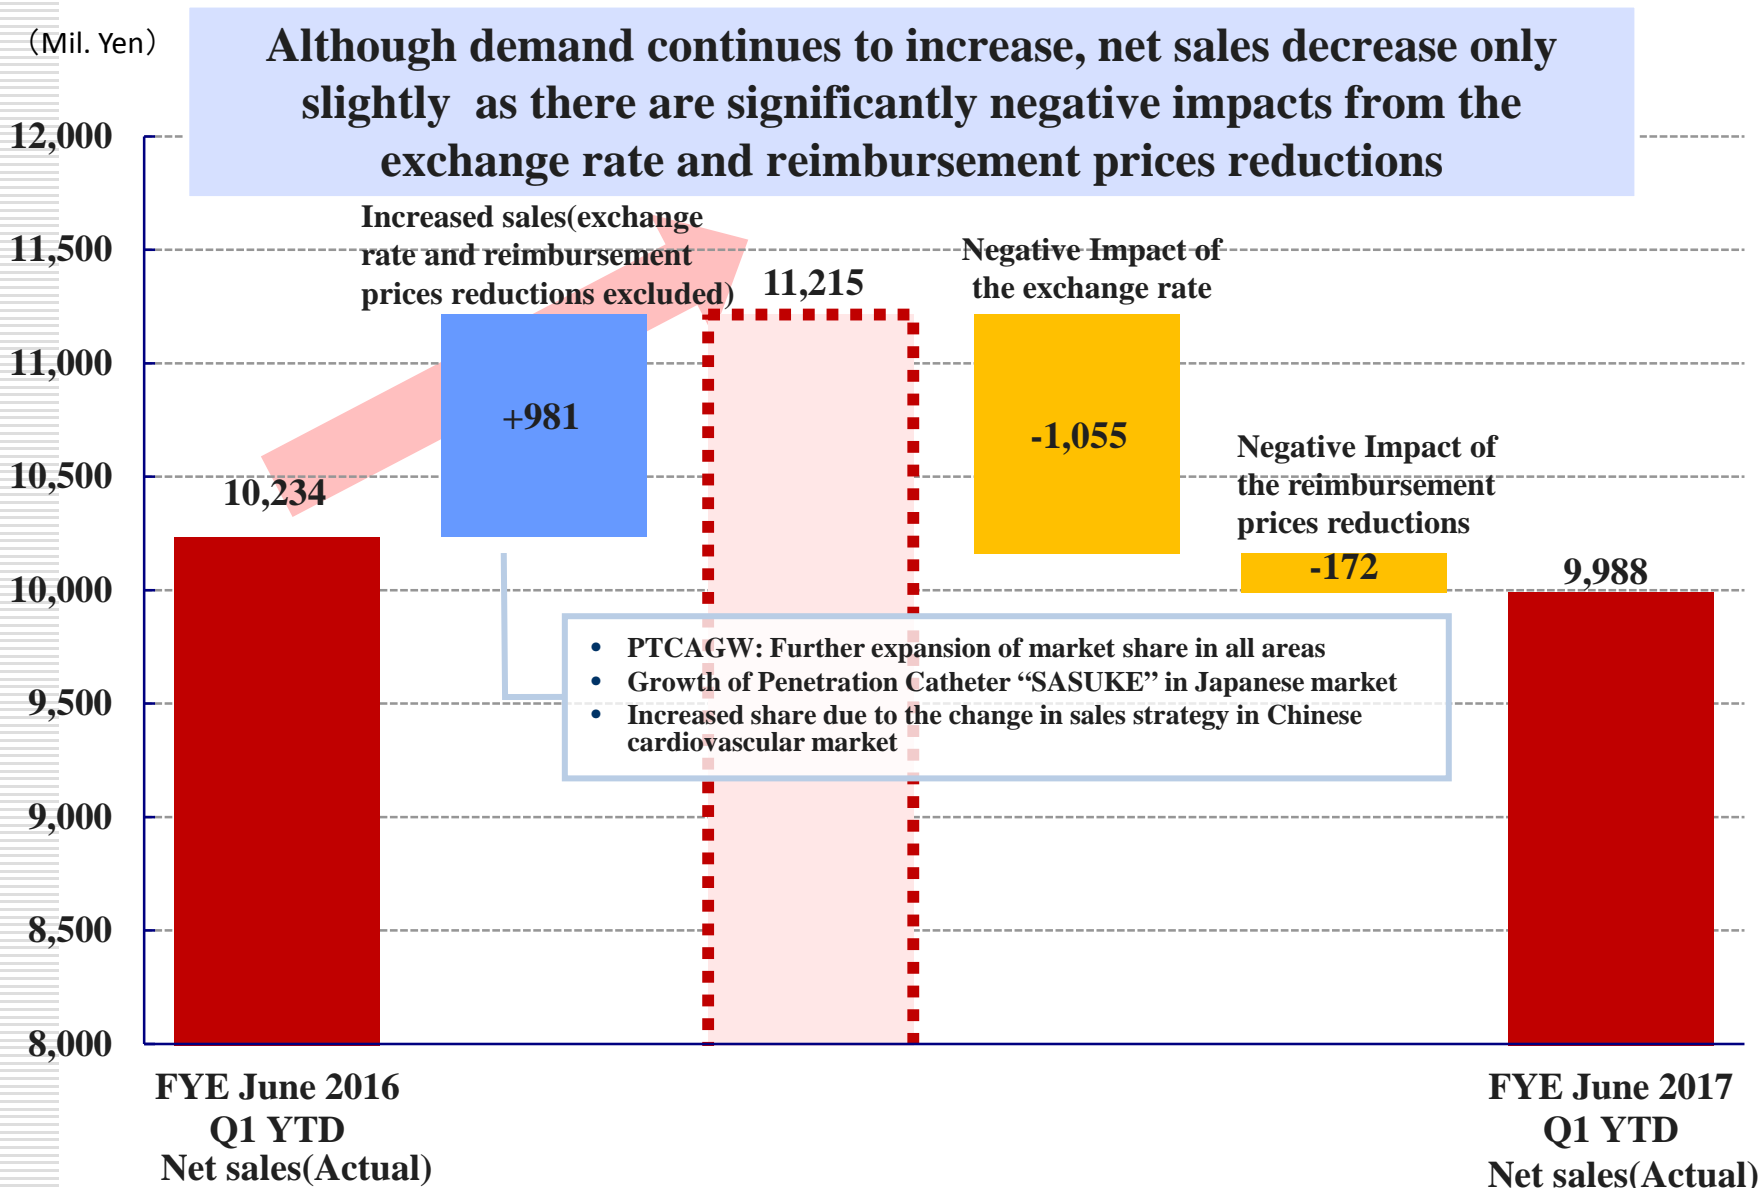 （Mil. Yen）
Although demand continues to increase, net sales decrease only
slightly as there are significantly negative impacts from the
exchange rate and reimbursement prices reductions
12,000
11,500
11,000
10,500
10,000
9,500
9,000
8,500
8,000
Increased sales(exchange
rate and reimbursement
prices reductions excluded)
11,215
Negative Impact of
the exchange rate
+981
-1,055
10,234
Negative Impact of
the reimbursement
prices reductions
-172
9,988
• PTCAGW: Further expansion of market share in all areas
• Growth of Penetration Catheter “SASUKE” in Japanese market
• Increased share due to the change in sales strategy in Chinese
cardiovascular market
FYE June 2016
Q1 YTD
Net sales(Actual)
FYE June 2017
Q1 YTD
Net sales(Actual)